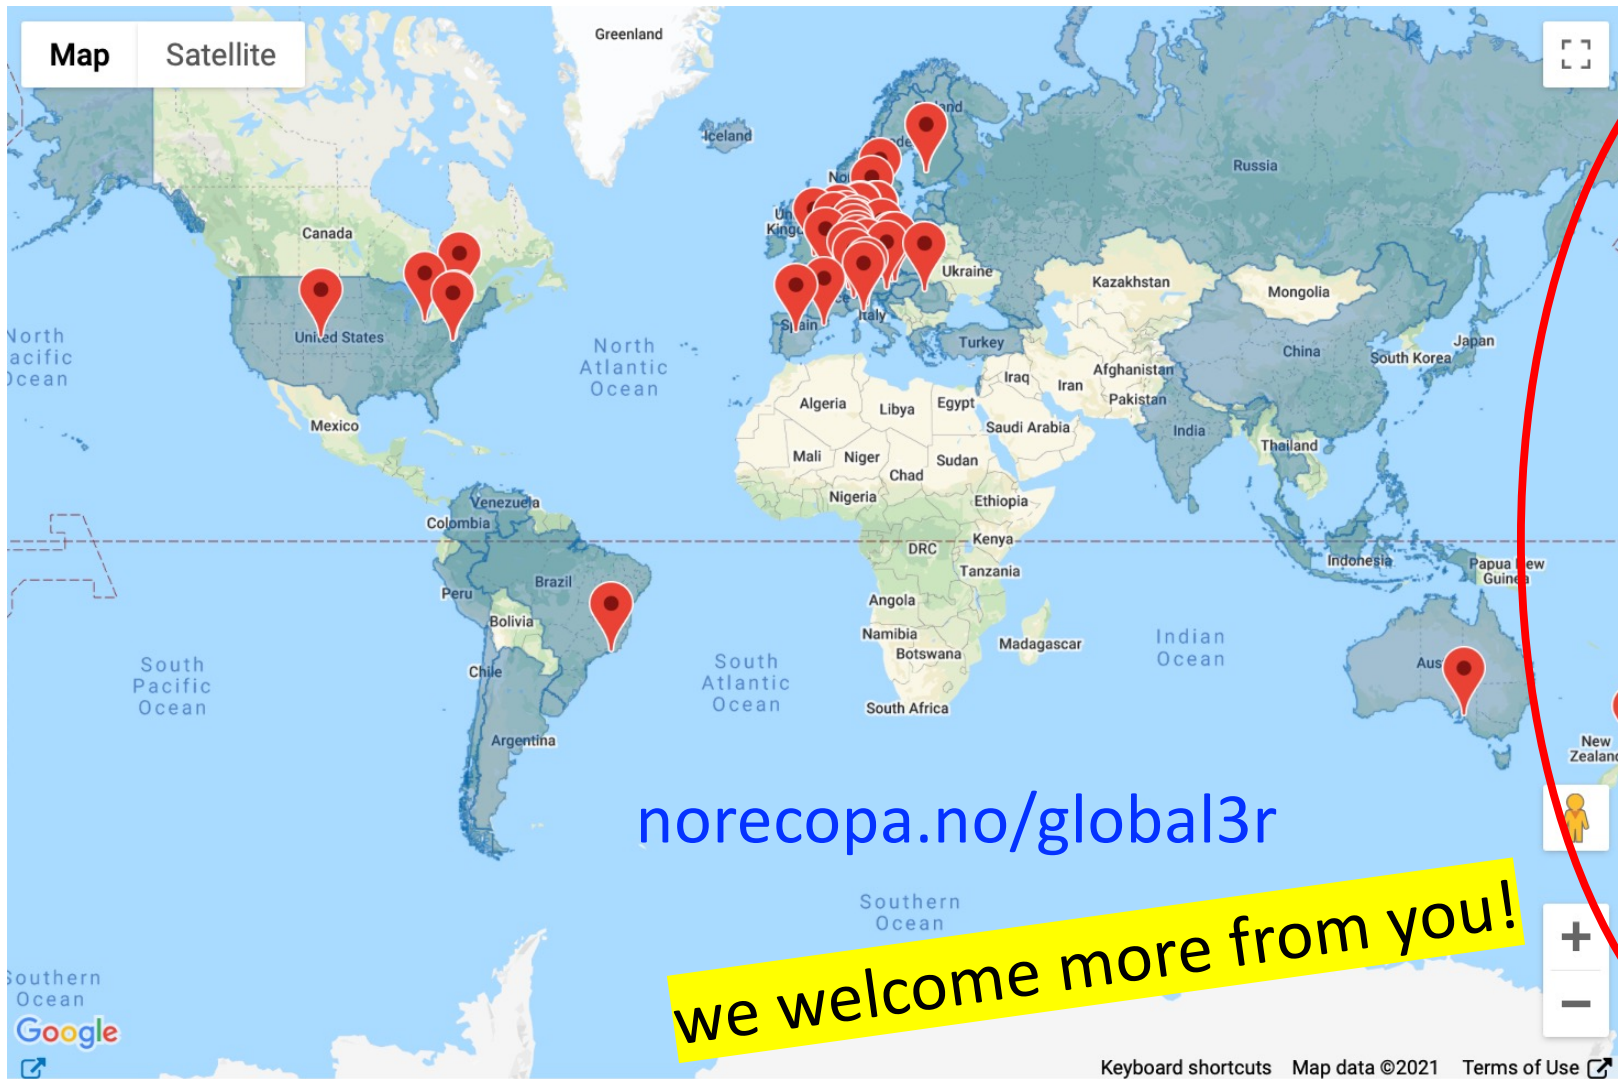 Map
Satellite
Greenland
Iceland
Russia
Canada
Ukraine
Kazakhstan
Mongolia
United States
Spain
Italy
Turkey
China
Japan
South Korea
North
Atlantic
Ocean
Iraq
Iran
Afghanistan
Pakistan
Algeria
Libya
Egypt
Saudi Arabia
India
Thailand
Mexico
Mali
Niger
Chad
Sudan
Nigeria
Ethiopia
Venezuela
Colombia
DRC
Kenya
Tanzania
Indonesia
Papua New
Guinea
Brazil
Peru
Bolivia
Angola
Namibia
Botswana
Madagascar
Indian
Ocean
South
Pacific
Ocean
South
Atlantic
Ocean
Chile
South Africa
Argentina
New
Zealand
norecopa.no/global3r
we welcome more from you!
Southern
Ocean
Southern
Ocean
Google
Keyboard shortcuts
Map data ©2021
Terms of Use